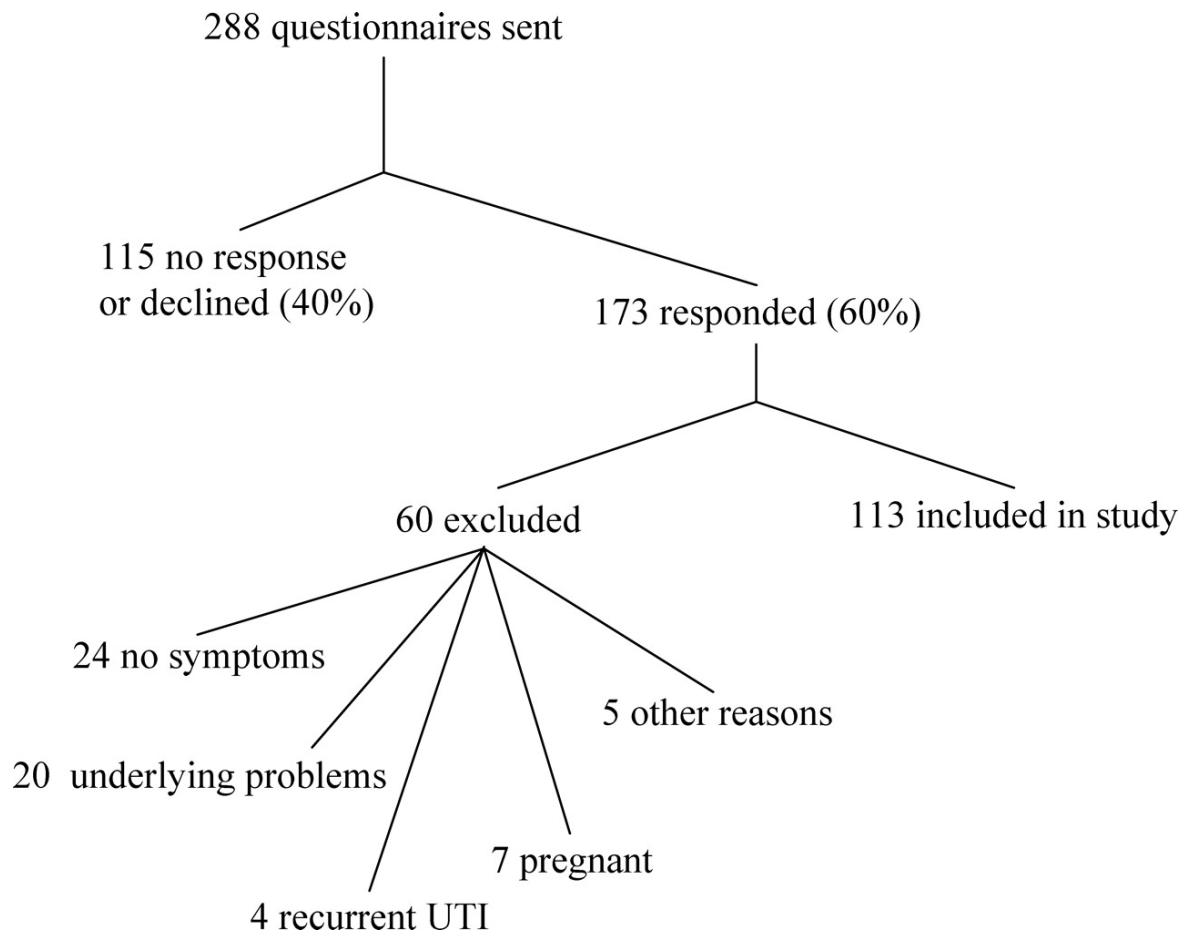 288 questionnaires sent
115 no response
or declined (40%)
173 responded (60%)
60 excluded
113 included in study
24 no symptoms
5 other reasons
20 underlying problems
7 pregnant
4 recurrent UTI